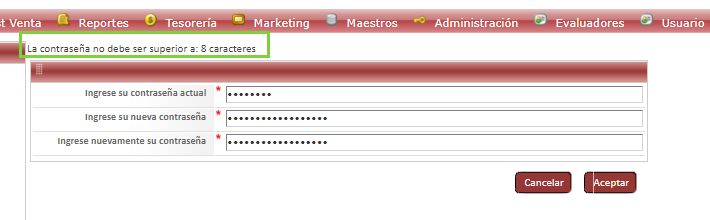 st Venta Reportes Tesorería Marketing Maestros Administración Evaluadores Usuario
La contraseña no debe ser superior a: 8 caracteres
Ingrese su contraseña actual * ••••••••
Ingrese su nueva contraseña * ••••••••••••••••••
Ingrese nuevamente su contraseña * ••••••••••••••••••
Cancelar Aceptar